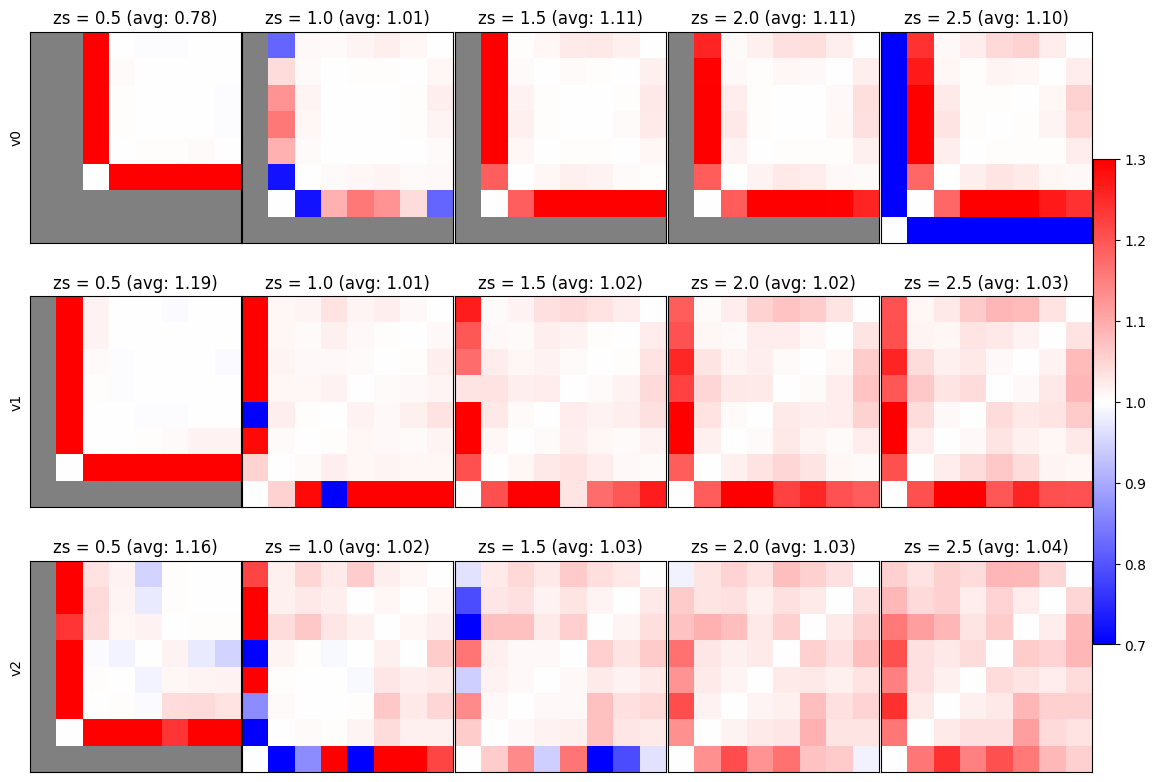 zs = 0.5 (avg: 0.78) zs = 1.0 (avg: 1.01) zs = 1.5 (avg: 1.11) zs = 2.0 (avg: 1.11) zs = 2.5 (avg: 1.10)
v0
1.3
1.2
1.1
1.0
0.9
0.8
0.7
zs = 0.5 (avg: 1.19) zs = 1.0 (avg: 1.01) zs = 1.5 (avg: 1.02) zs = 2.0 (avg: 1.02) zs = 2.5 (avg: 1.03)
v1
zs = 0.5 (avg: 1.16) zs = 1.0 (avg: 1.02) zs = 1.5 (avg: 1.03) zs = 2.0 (avg: 1.03) zs = 2.5 (avg: 1.04)
v2